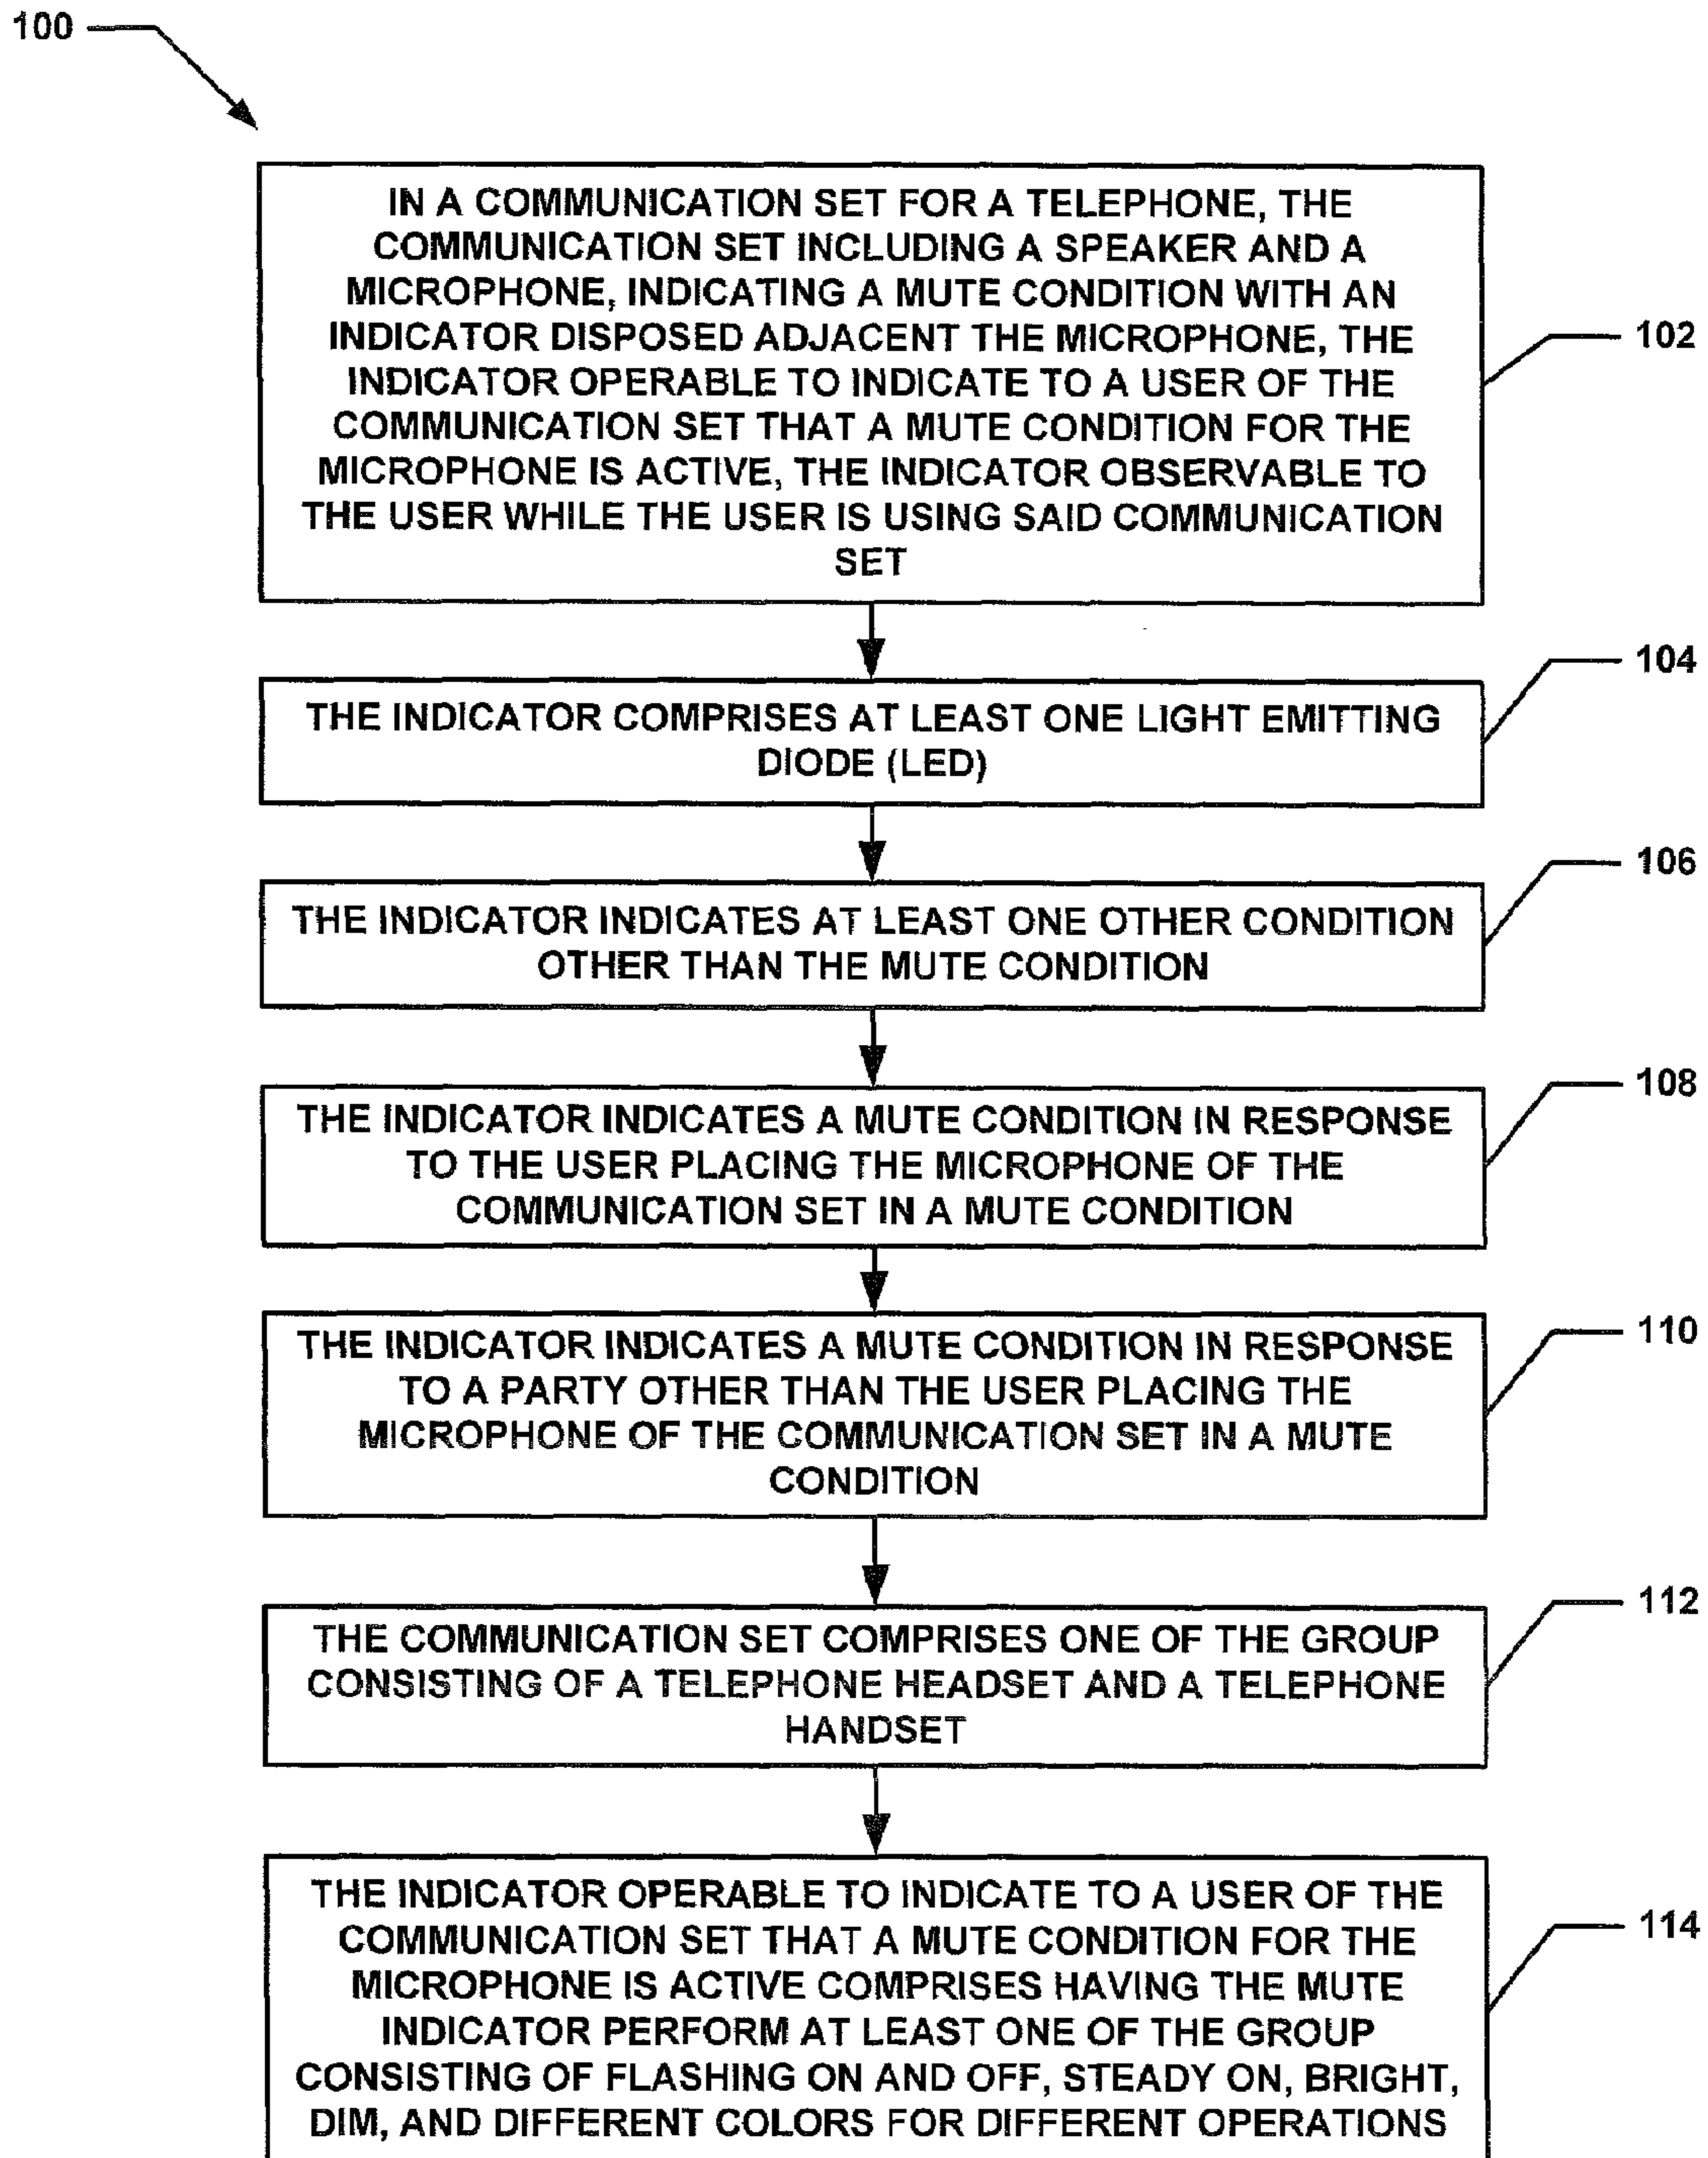 100
IN A COMMUNICATION SET FOR A TELEPHONE, THE
COMMUNICATION SET INCLUDING A SPEAKER AND A
MICROPHONE, INDICATING A MUTE CONDITION WITH AN
INDICATOR DISPOSED ADJACENT THE MICROPHONE, THE
INDICATOR OPERABLE TO INDICATE TO A USER OF THE
COMMUNICATION SET THAT A MUTE CONDITION FOR THE
MICROPHONE IS ACTIVE, THE INDICATOR OBSERVABLE TO
THE USER WHILE THE USER IS USING SAID COMMUNICATION
SET
102
THE INDICATOR COMPRISES AT LEAST ONE LIGHT EMITTING
DIODE (LED)
104
THE INDICATOR INDICATES AT LEAST ONE OTHER CONDITION
OTHER THAN THE MUTE CONDITION
106
THE INDICATOR INDICATES A MUTE CONDITION IN RESPONSE
TO THE USER PLACING THE MICROPHONE OF THE
COMMUNICATION SET IN A MUTE CONDITION
108
THE INDICATOR INDICATES A MUTE CONDITION IN RESPONSE
TO A PARTY OTHER THAN THE USER PLACING THE
MICROPHONE OF THE COMMUNICATION SET IN A MUTE
CONDITION
110
THE COMMUNICATION SET COMPRISES ONE OF THE GROUP
CONSISTING OF A TELEPHONE HEADSET AND A TELEPHONE
HANDSET
112
THE INDICATOR OPERABLE TO INDICATE TO A USER OF THE
COMMUNICATION SET THAT A MUTE CONDITION FOR THE
MICROPHONE IS ACTIVE COMPRISES HAVING THE MUTE
INDICATOR PERFORM AT LEAST ONE OF THE GROUP
CONSISTING OF FLASHING ON AND OFF, STEADY ON, BRIGHT,
DIM, AND DIFFERENT COLORS FOR DIFFERENT OPERATIONS
114